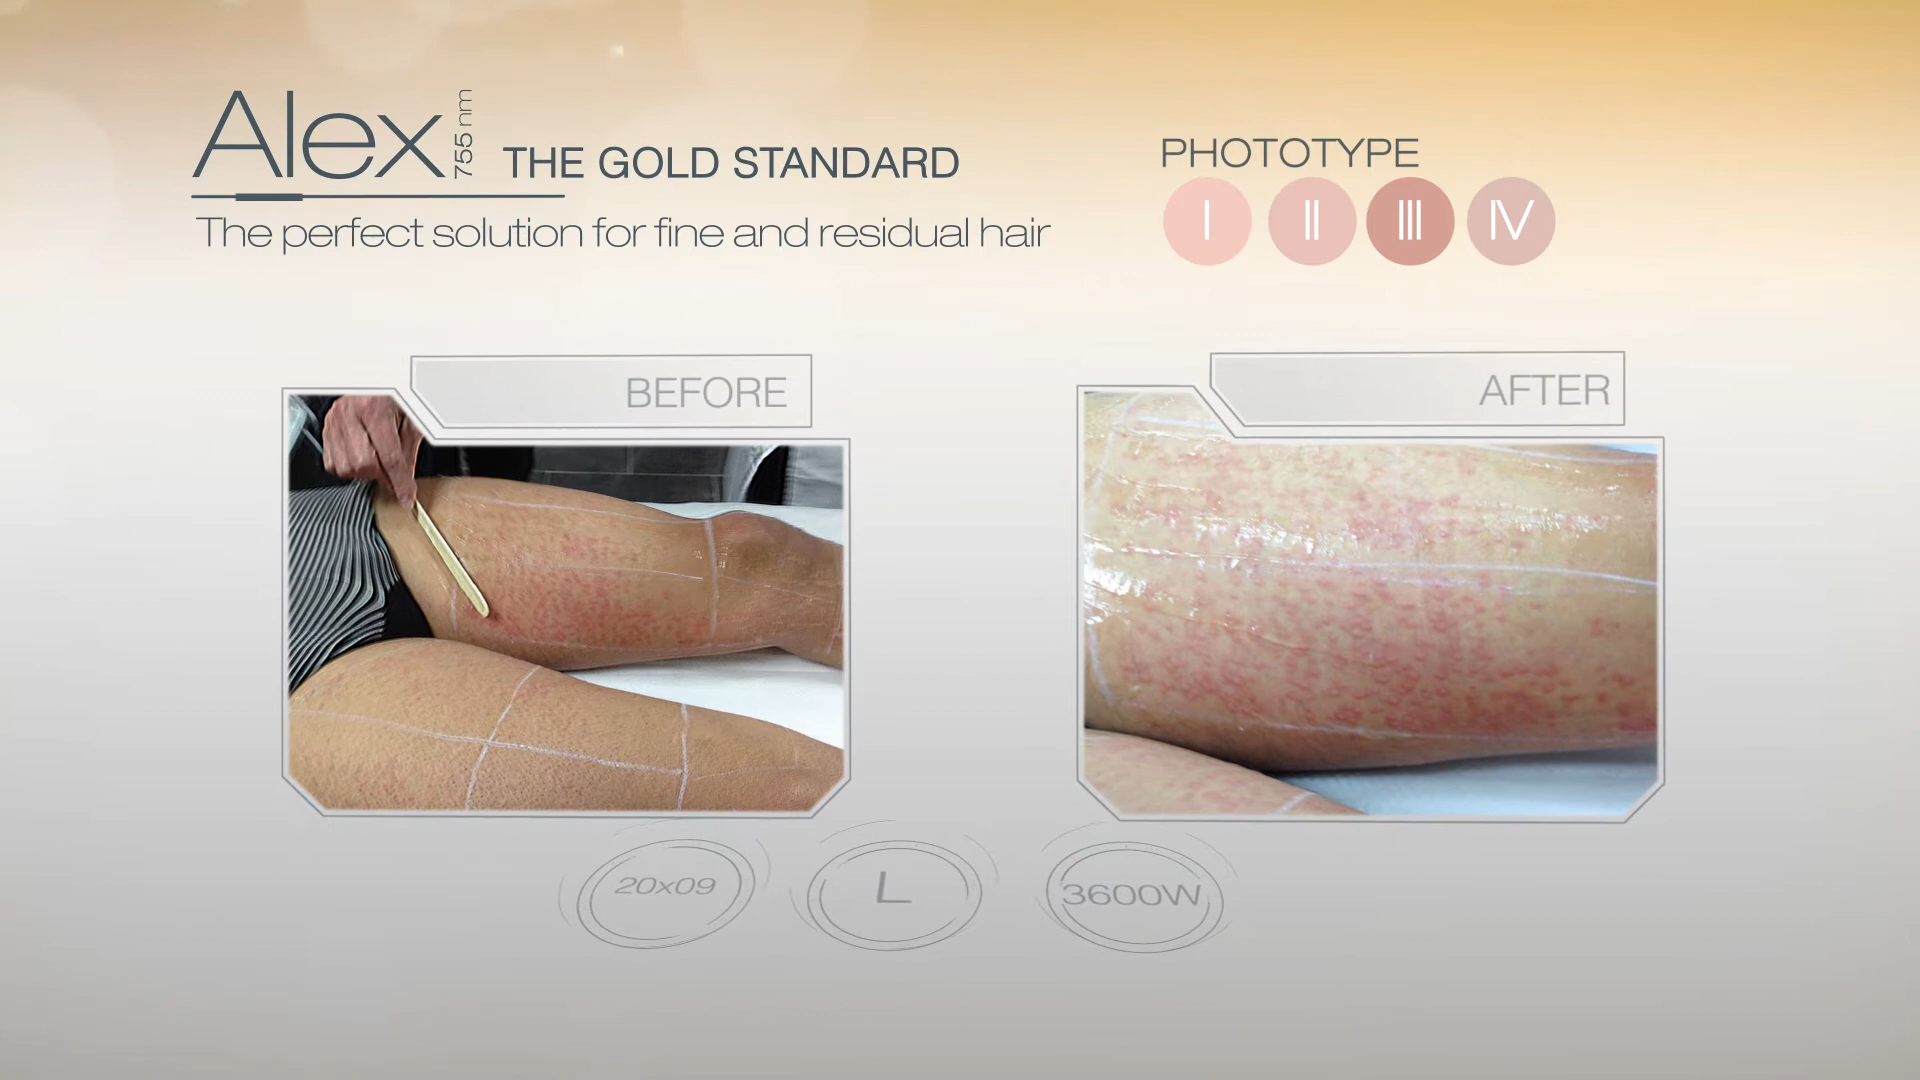 Alex 755 nm THE GOLD STANDARD
The perfect solution for fine and residual hair
PHOTOTYPE
I II III IV
BEFORE
AFTER
20x09
L
3600W